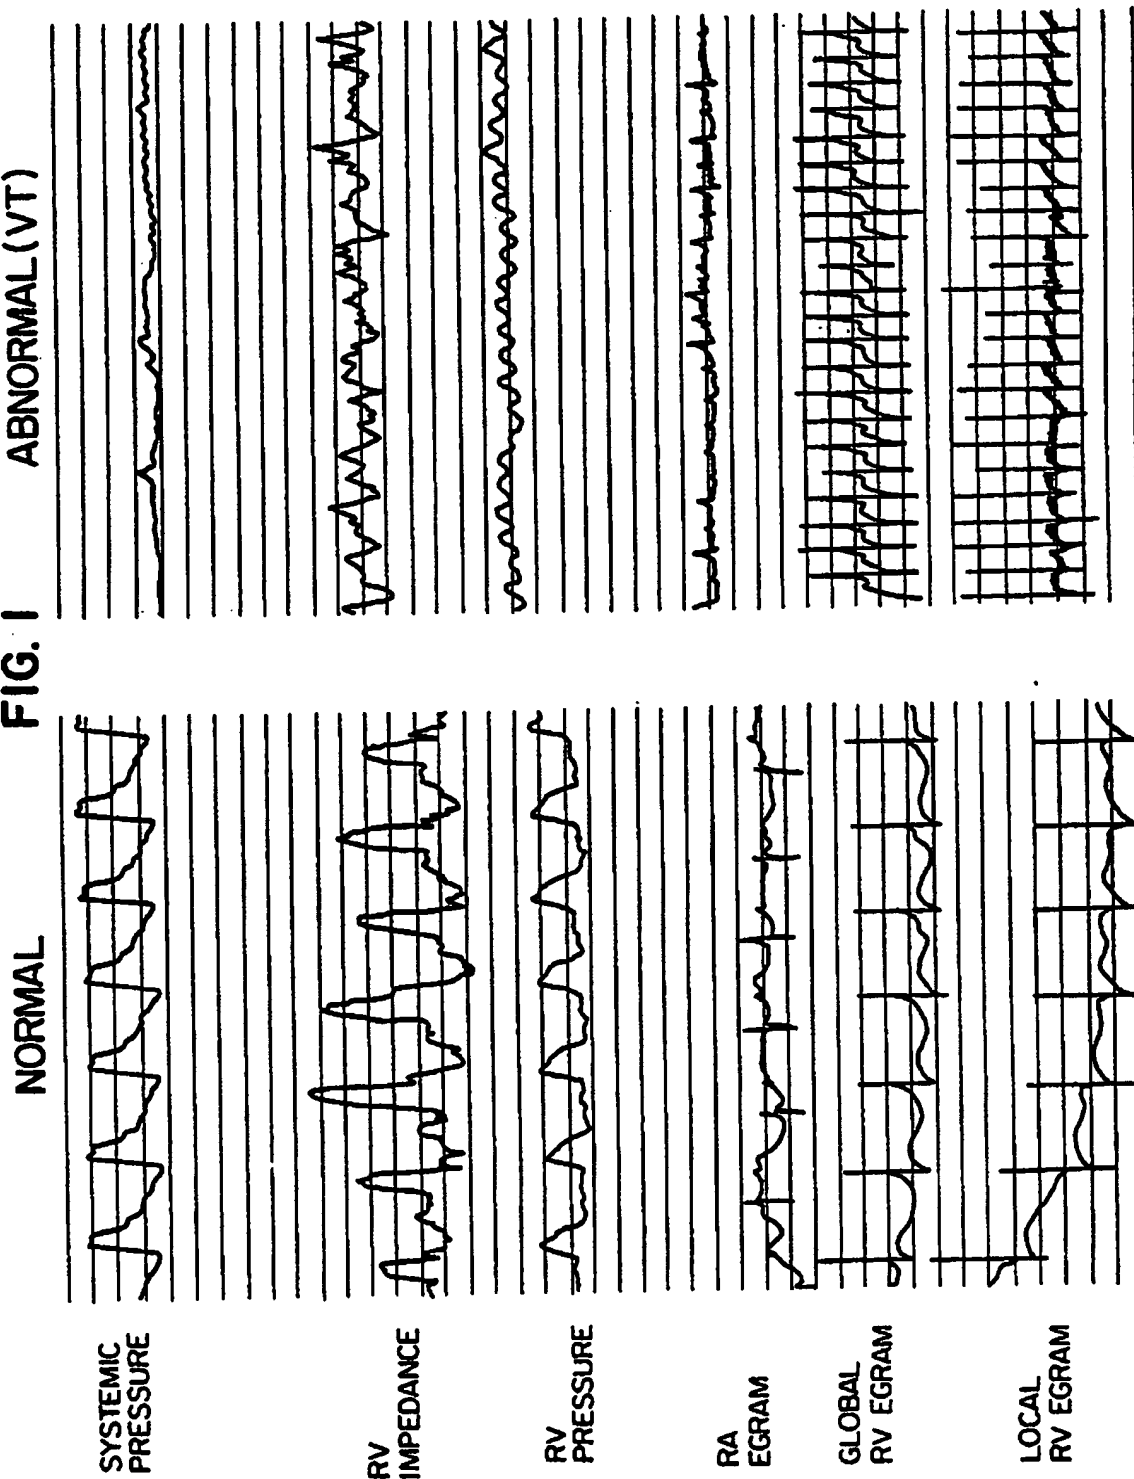 FIG. 1
NORMAL
ABNORMAL (VT)
SYSTEMIC
PRESSURE
RV
IMPEDANCE
RV
PRESSURE
RA
EGRAM
GLOBAL
RV EGRAM
LOCAL
RV EGRAM